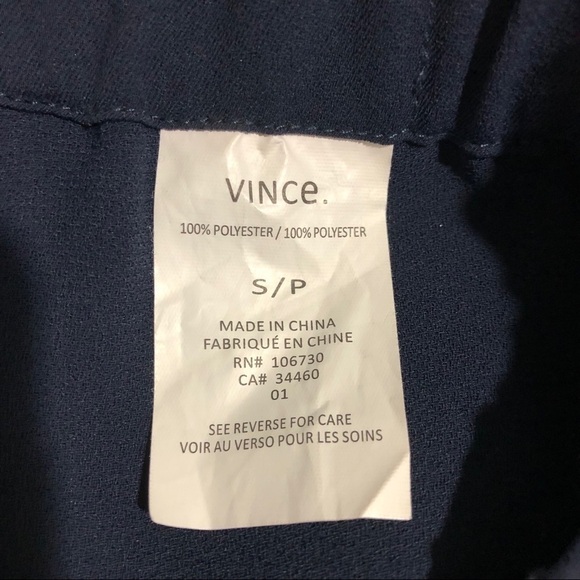 VINCe.
100% POLYESTER / 100% POLYESTER
S/P
MADE IN CHINA
FABRIQUÉ EN CHINE
RN# 106730
CA# 34460
01
SEE REVERSE FOR CARE
VOIR AU VERSO POUR LES SOINS